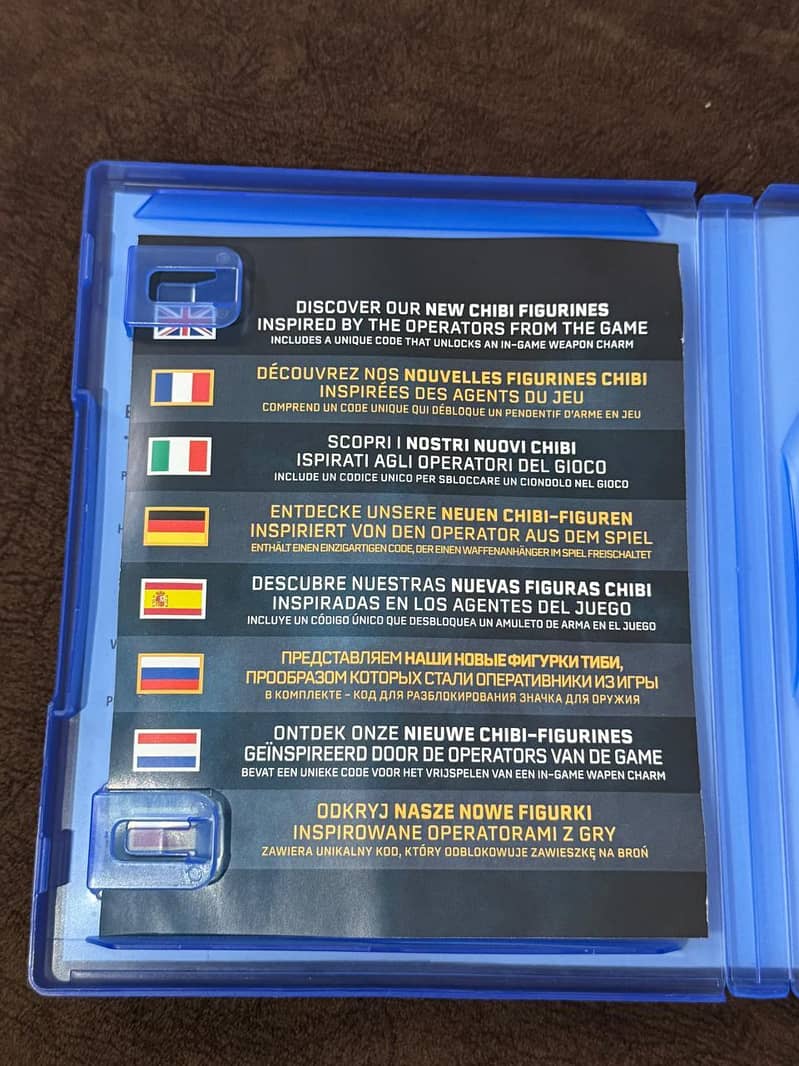 DISCOVER OUR NEW CHIBI FIGURINES
INSPIRED BY THE OPERATORS FROM THE GAME
INCLUDES A UNIQUE CODE THAT UNLOCKS AN IN-GAME WEAPON CHARM
DÉCOUVREZ NOS NOUVELLES FIGURINES CHIBI
INSPIRÉES DES AGENTS DU JEU
COMPREND UN CODE UNIQUE QUI DÉBLOQUE UN PENDENTIF D'ARME EN JEU
SCOPRI I NOSTRI NUOVI CHIBI
ISPIRATI AGLI OPERATORI DEL GIOCO
INCLUDE UN CODICE UNICO PER SBLOCCARE UN CIONDOLO NEL GIOCO
ENTDECKE UNSERE NEUEN CHIBI-FIGUREN
INSPIRIERT VON DEN OPERATOR AUS DEM SPIEL
ENTHÄLT EINEN EINZIGARTIGEN CODE, DER EINEN WAFFENANHÄNGER IM SPIEL FREISCHALTET
DESCUBRE NUESTRAS NUEVAS FIGURAS CHIBI
INSPIRADAS EN LOS AGENTES DEL JUEGO
INCLUYE UN CÓDIGO ÚNICO QUE DESBLOQUEA UN AMULETO DE ARMA EN EL JUEGO
ПРЕДСТАВЛЯЕМ НАШИ НОВЫЕ ФИГУРКИ ТИБИ,
ПРООБРАЗОМ КОТОРЫХ СТАЛИ ОПЕРАТИВНИКИ ИЗ ИГРЫ
В КОМПЛЕКТЕ – КОД ДЛЯ РАЗБЛОКИРОВАНИЯ ЗНАЧКА ДЛЯ ОРУЖИЯ
ONTDEK ONZE NIEUWE CHIBI-FIGURINES
GEÏNSPIREERD DOOR DE OPERATORS VAN DE GAME
BEVAT EEN UNIEKE CODE VOOR HET VRIJSPELEN VAN EEN IN-GAME WAPEN CHARM
ODKRYJ NASZE NOWE FIGURKI
INSPIROWANE OPERATORAMI Z GRY
ZAWIERA UNIKALNY KOD, KTÓRY ODBLOKOWUJE ZAWIESZKĘ NA BROŃ